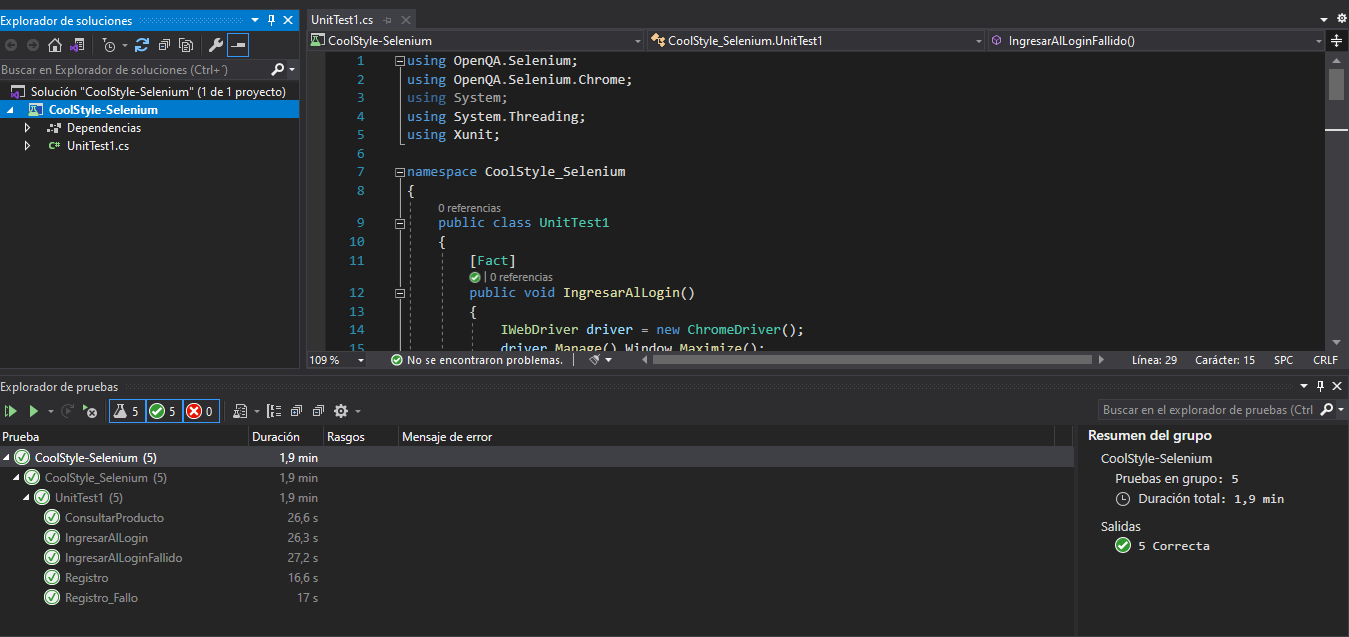 Explorador de soluciones
Buscar en Explorador de soluciones (Ctrl+´)
Solución "CoolStyle-Selenium" (1 de 1 proyecto)
CoolStyle-Selenium
Dependencias
C# UnitTest1.cs
UnitTest1.cs
CoolStyle-Selenium
CoolStyle_Selenium.UnitTest1
IngresarAlLoginFallido()
1 using OpenQA.Selenium;
2 using OpenQA.Selenium.Chrome;
3 using System;
4 using System.Threading;
5 using Xunit;
6
7 namespace CoolStyle_Selenium
8 {
0 referencias
9 public class UnitTest1
10 {
11 [Fact]
| 0 referencias
12 public void IngresarAlLogin()
13 {
14 IWebDriver driver = new ChromeDriver();
15 driver.Manage().Window.Maximize();
109 % No se encontraron problemas. Línea: 29 Carácter: 15 SPC CRLF
Explorador de pruebas
5 5 0
Buscar en el explorador de pruebas (Ctrl
Prueba Duración Rasgos Mensaje de error
CoolStyle-Selenium (5) 1,9 min
CoolStyle_Selenium (5) 1,9 min
UnitTest1 (5) 1,9 min
ConsultarProducto 26,6 s
IngresarAlLogin 26,3 s
IngresarAlLoginFallido 27,2 s
Registro 16,6 s
Registro_Fallo 17 s
Resumen del grupo
CoolStyle-Selenium
Pruebas en grupo: 5
Duración total: 1,9 min
Salidas
5 Correcta